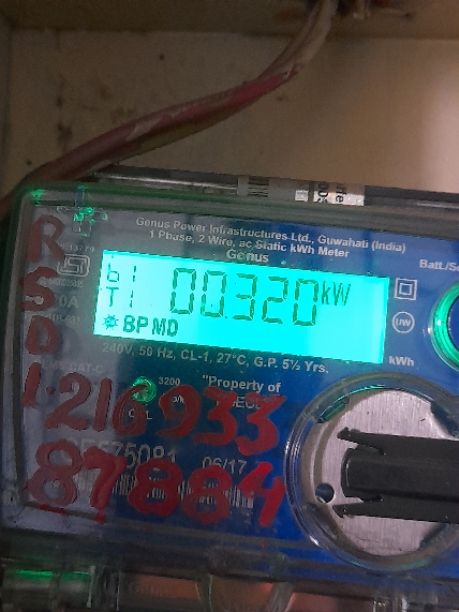 Genus Power Infrastructures Ltd., Guwahati (India)
1 Phase, 2 Wire, ac Static kWh Meter
Genus
Batt./
b1
T1
00.320 kW
BP MD
UW
240V, 50 Hz, CL-1, 27°C, G.P. 5½ Yrs.
kWh
3200
"Property of
06/17
R
S
D
1.216933
87884